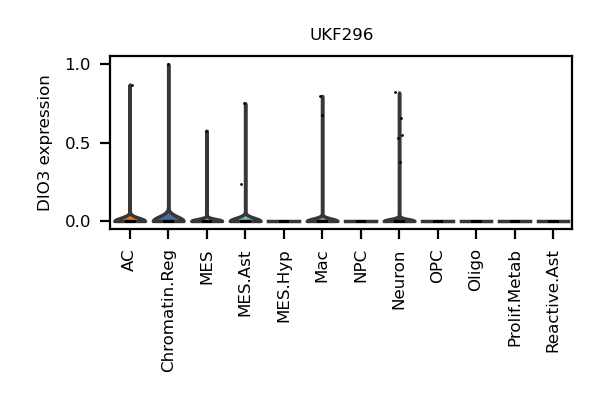 UKF296
DIO3 expression
1.0
0.5
0.0
AC
Chromatin.Reg
MES
MES.Ast
MES.Hyp
Mac
NPC
Neuron
OPC
Oligo
Prolif.Metab
Reactive.Ast